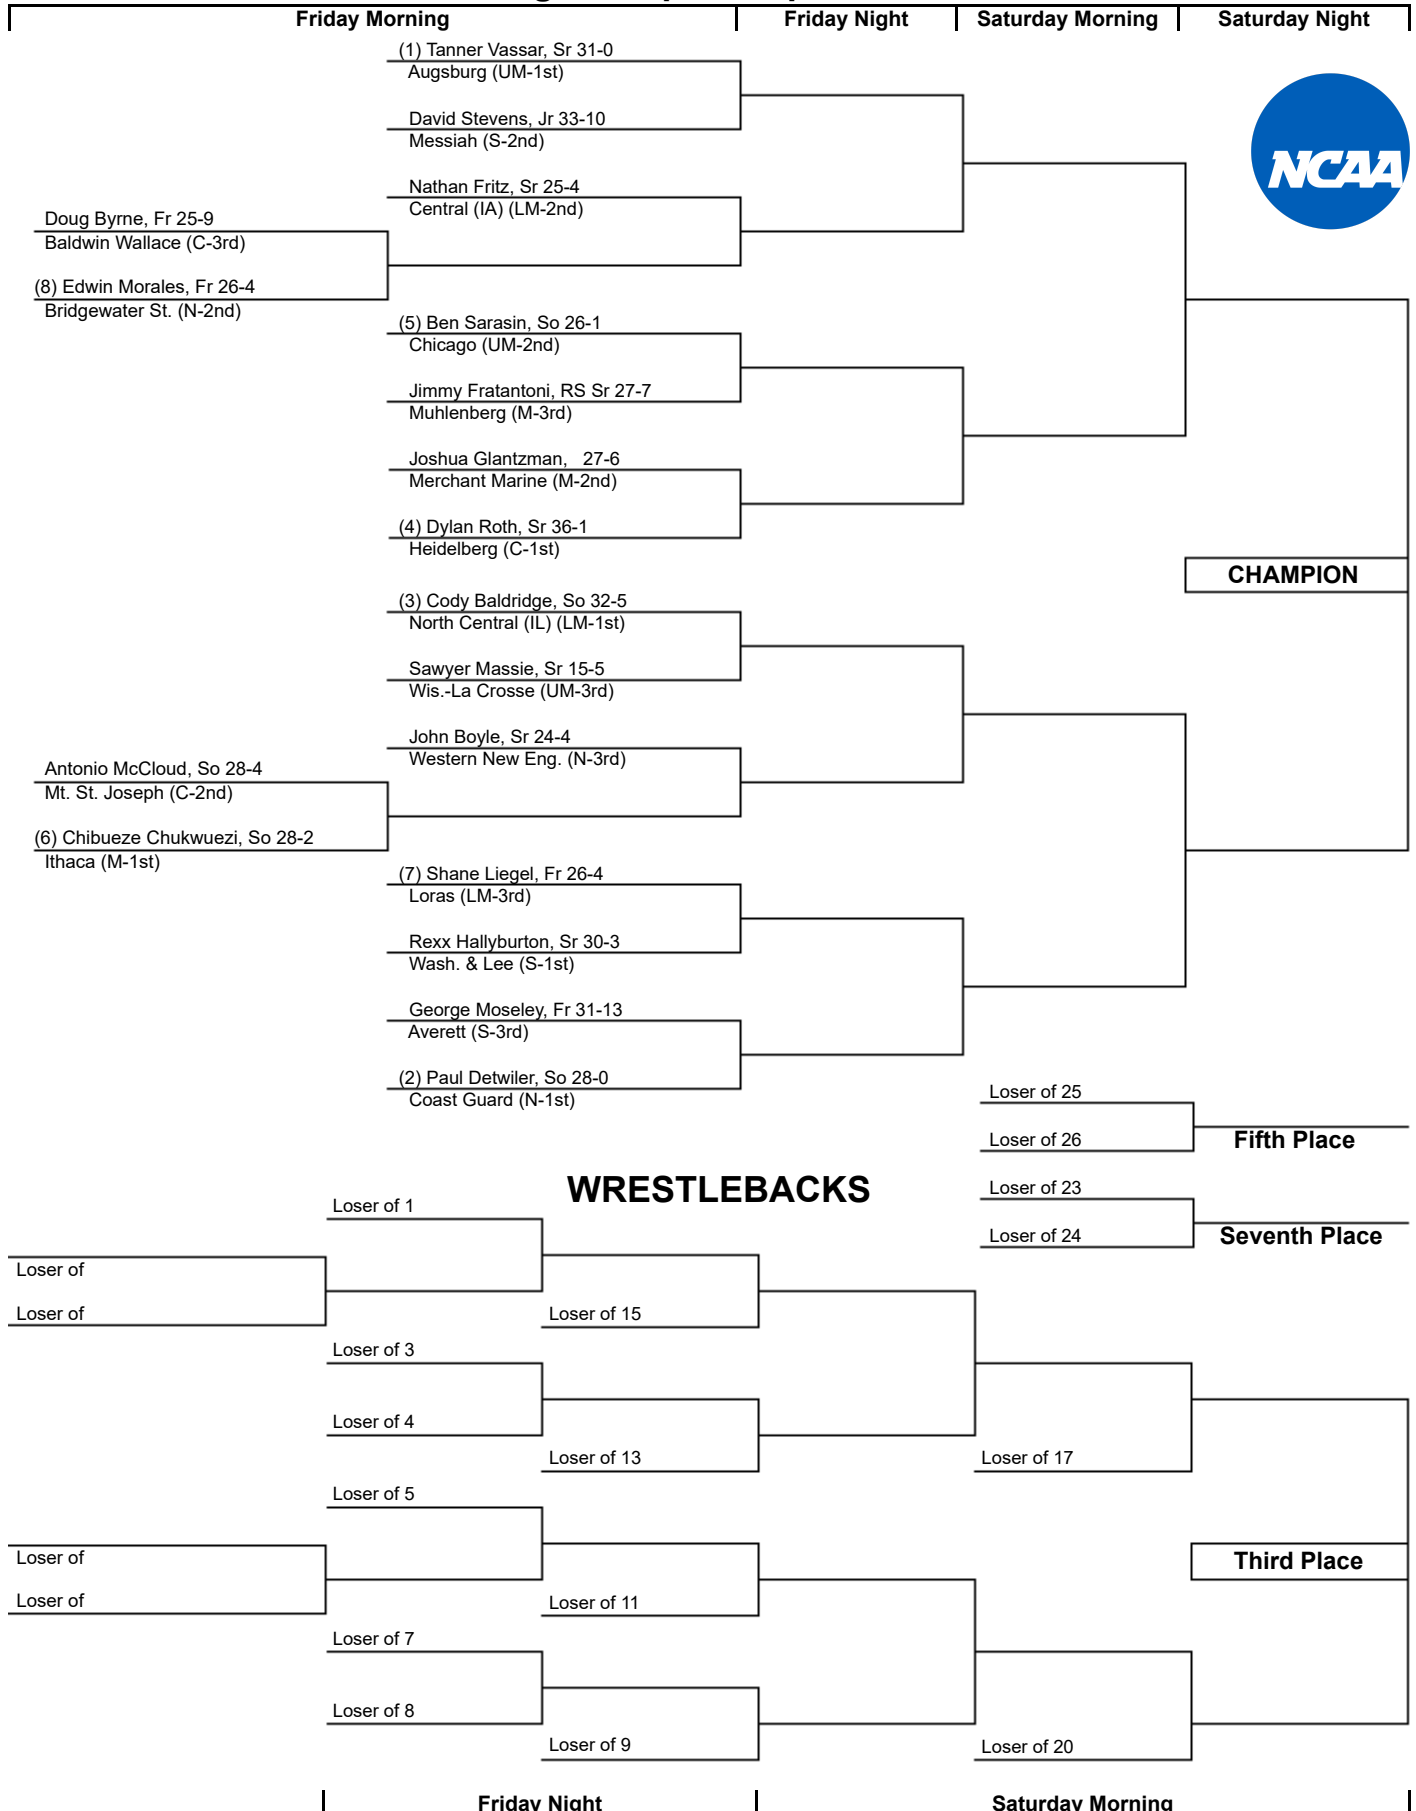 Friday Morning
Friday Night
Saturday Morning
Saturday Night
(1) Tanner Vassar, Sr 31-0
Augsburg (UM-1st)
David Stevens, Jr 33-10
Messiah (S-2nd)
NCAA
Nathan Fritz, Sr 25-4
Central (IA) (LM-2nd)
Doug Byrne, Fr 25-9
Baldwin Wallace (C-3rd)
(8) Edwin Morales, Fr 26-4
Bridgewater St. (N-2nd)
(5) Ben Sarasin, So 26-1
Chicago (UM-2nd)
Jimmy Fratantoni, RS Sr 27-7
Muhlenberg (M-3rd)
Joshua Glantzman,   27-6
Merchant Marine (M-2nd)
(4) Dylan Roth, Sr 36-1
Heidelberg (C-1st)
CHAMPION
(3) Cody Baldridge, So 32-5
North Central (IL) (LM-1st)
Sawyer Massie, Sr 15-5
Wis.-La Crosse (UM-3rd)
John Boyle, Sr 24-4
Western New Eng. (N-3rd)
Antonio McCloud, So 28-4
Mt. St. Joseph (C-2nd)
(6) Chibueze Chukwuezi, So 28-2
Ithaca (M-1st)
(7) Shane Liegel, Fr 26-4
Loras (LM-3rd)
Rexx Hallyburton, Sr 30-3
Wash. & Lee (S-1st)
George Moseley, Fr 31-13
Averett (S-3rd)
(2) Paul Detwiler, So 28-0
Coast Guard (N-1st)
Loser of 25
Loser of 26
Fifth Place
WRESTLEBACKS
Loser of 23
Loser of 24
Seventh Place
Loser of 1
Loser of
Loser of
Loser of 15
Loser of 3
Loser of 4
Loser of 13
Loser of 17
Loser of 5
Loser of
Loser of
Third Place
Loser of 11
Loser of 7
Loser of 8
Loser of 9
Loser of 20
Friday Night
Saturday Morning